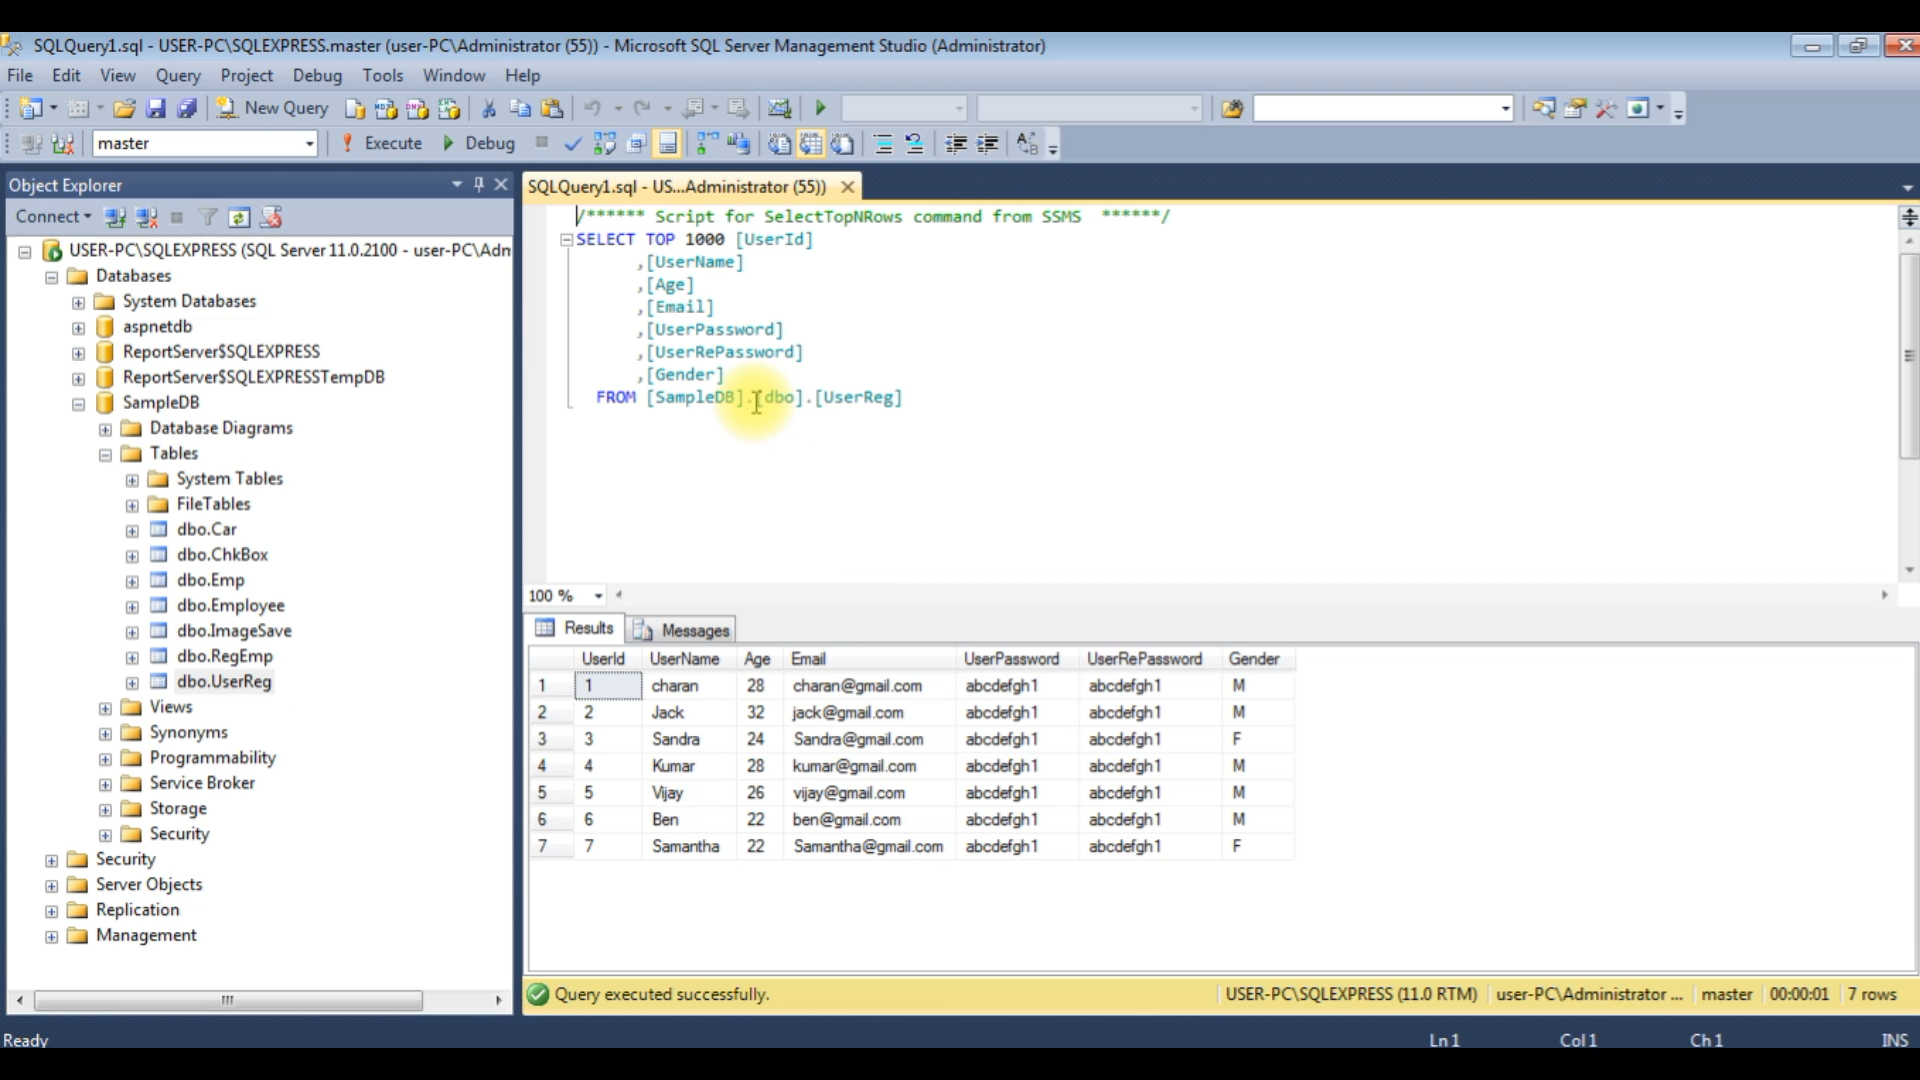 SQLQuery1.sql - USER-PC\SQLEXPRESS.master (user-PC\Administrator (55)) - Microsoft SQL Server Management Studio (Administrator)
File Edit View Query Project Debug Tools Window Help
New Query
master Execute Debug
Object Explorer
Connect
USER-PC\SQLEXPRESS (SQL Server 11.0.2100 - user-PC\Adn
Databases
System Databases
aspnetdb
ReportServer$SQLEXPRESS
ReportServer$SQLEXPRESSTempDB
SampleDB
Database Diagrams
Tables
System Tables
FileTables
dbo.Car
dbo.ChkBox
dbo.Emp
dbo.Employee
dbo.ImageSave
dbo.RegEmp
dbo.UserReg
Views
Synonyms
Programmability
Service Broker
Storage
Security
Security
Server Objects
Replication
Management
SQLQuery1.sql - US...Administrator (55))
/****** Script for SelectTopNRows command from SSMS ******/
SELECT TOP 1000 [UserId]
,[UserName]
,[Age]
,[Email]
,[UserPassword]
,[UserRePassword]
,[Gender]
FROM [SampleDB].[dbo].[UserReg]
100 %
Results Messages
UserId UserName Age Email UserPassword UserRePassword Gender
1 1 charan 28 charan@gmail.com abcdefgh1 abcdefgh1 M
2 2 Jack 32 jack@gmail.com abcdefgh1 abcdefgh1 M
3 3 Sandra 24 Sandra@gmail.com abcdefgh1 abcdefgh1 F
4 4 Kumar 28 kumar@gmail.com abcdefgh1 abcdefgh1 M
5 5 Vijay 26 vijay@gmail.com abcdefgh1 abcdefgh1 M
6 6 Ben 22 ben@gmail.com abcdefgh1 abcdefgh1 M
7 7 Samantha 22 Samantha@gmail.com abcdefgh1 abcdefgh1 F
Query executed successfully. USER-PC\SQLEXPRESS (11.0 RTM) user-PC\Administrator ... master 00:00:01 7 rows
Ready Ln 1 Col 1 Ch 1 INS